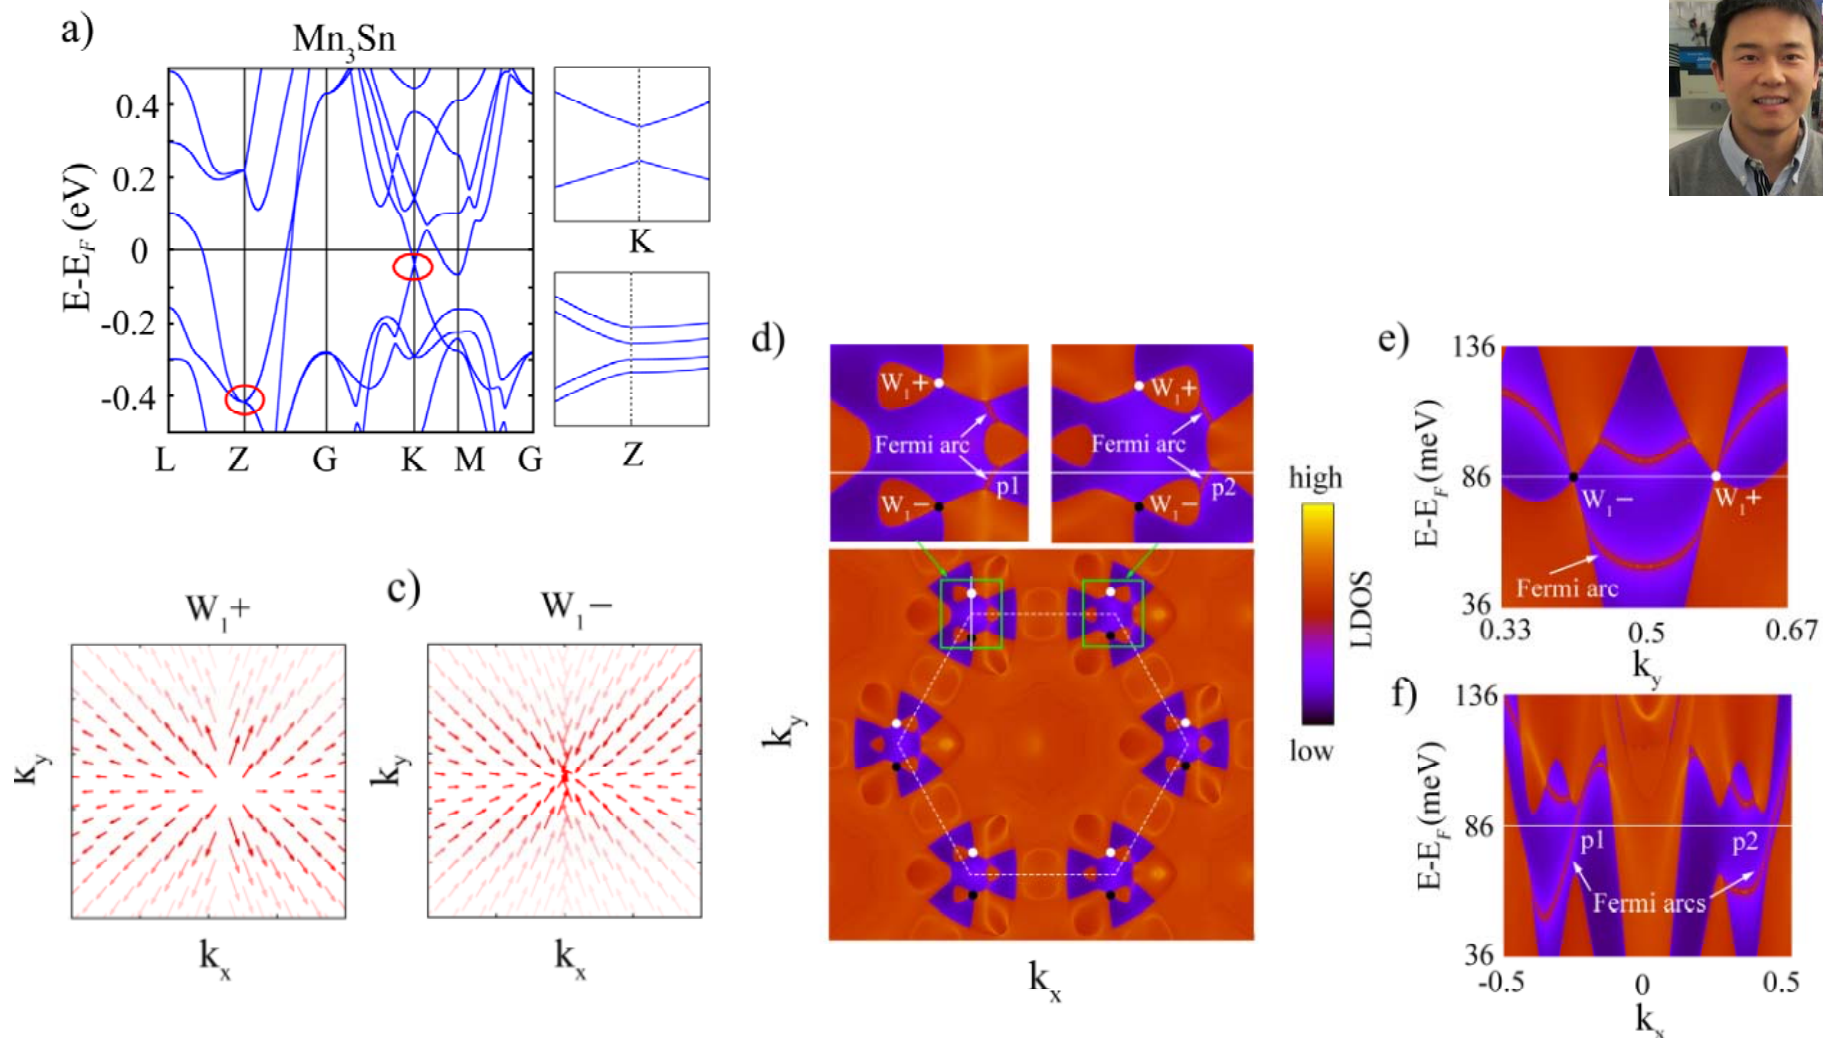 a)
Mn3Sn
E-EF (eV)
0.4
0.2
0
-0.2
-0.4
L Z G K M G
K
Z
W1+
c)
W1−
ky
kx
ky
kx
d)
W1+
Fermi arc
p1
W1−
W1+
Fermi arc
p2
W1−
ky
kx
high
LDOS
low
e)
136
E-EF (meV)
86
36
W1−
W1+
Fermi arc
0.33 0.5 0.67
ky
f)
136
E-EF (meV)
86
36
p1
p2
Fermi arcs
-0.5 0 0.5
kx